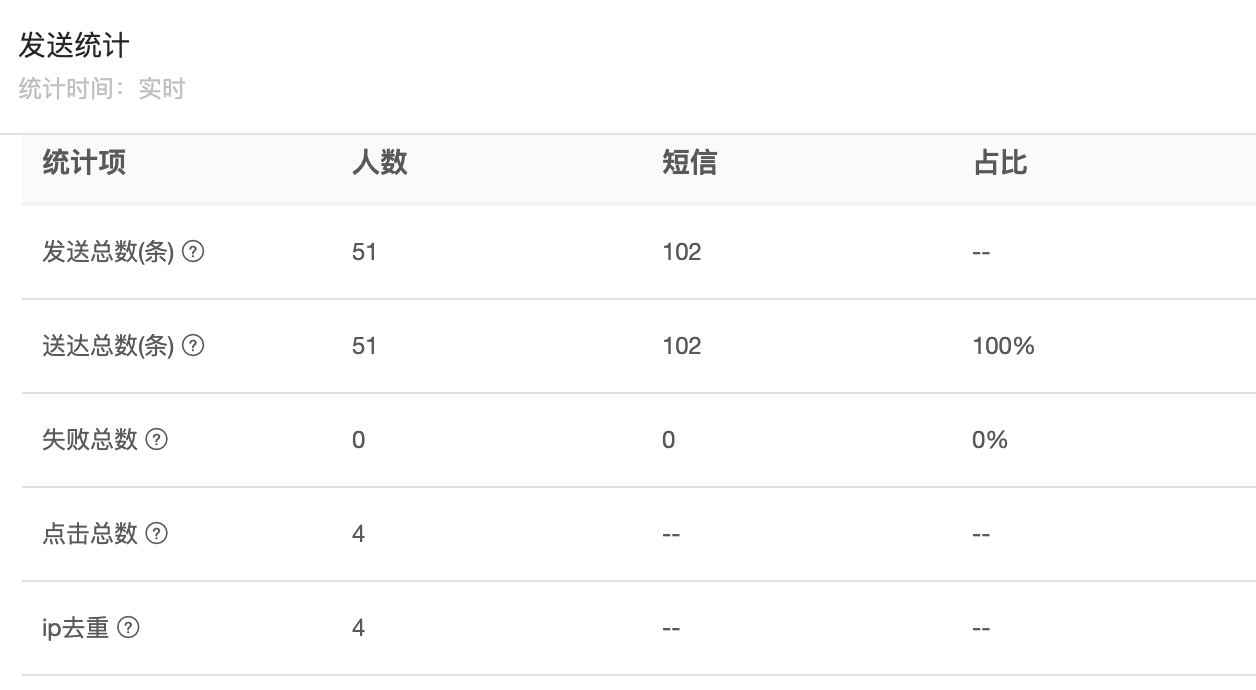 发送统计
统计时间：实时
统计项 人数 短信 占比
发送总数(条) ? 51 102 --
送达总数(条) ? 51 102 100%
失败总数 ? 0 0 0%
点击总数 ? 4 -- --
ip去重 ? 4 -- --